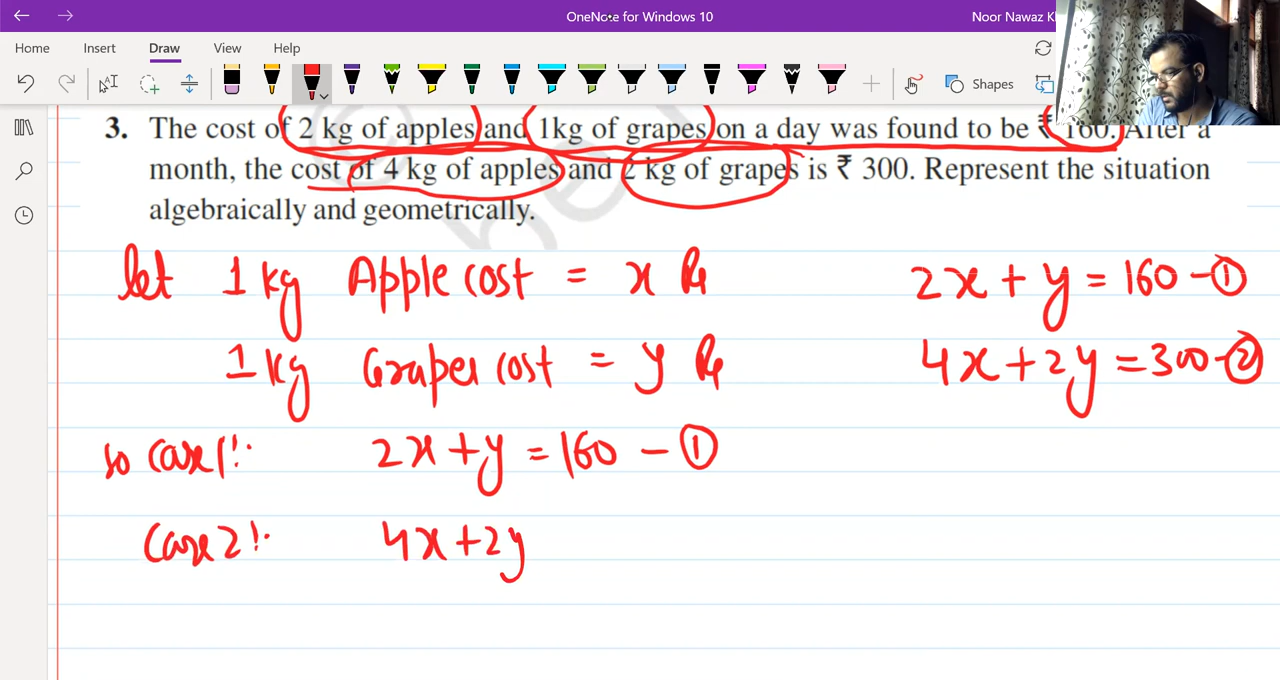 OneNote for Windows 10
Noor Nawaz
Home Insert Draw View Help
Shapes
3. The cost of 2 kg of apples and 1kg of grapes on a day was found to be ₹ 160. After a
month, the cost of 4 kg of apples and 2 kg of grapes is ₹ 300. Represent the situation
algebraically and geometrically.
let 1 kg Apple cost = x Rs
1 kg Grapes cost = y Rs
2x + y = 160 - ①
4x + 2y = 300 - ②
so case 1:. 2x + y = 160 - ①
Case 2:. 4x + 2y